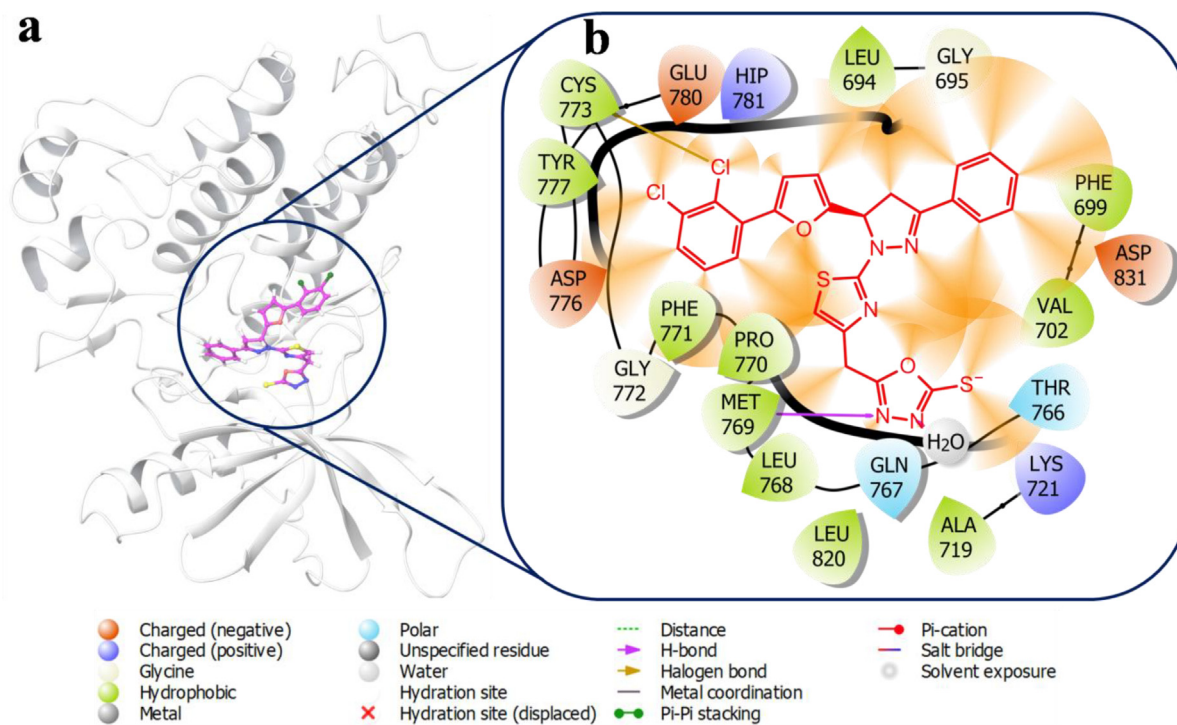 a
b
LEU
694
GLY
695
CYS
773
GLU
780
HIP
781
TYR
777
Cl
Cl
O
N
N
PHE
699
ASP
831
VAL
702
ASP
776
S
N
PHE
771
PRO
770
GLY
772
O
S⁻
N
N
MET
769
THR
766
H₂O
LEU
768
GLN
767
LYS
721
LEU
820
ALA
719
Charged (negative)
Charged (positive)
Glycine
Hydrophobic
Metal
Polar
Unspecified residue
Water
Hydration site
Hydration site (displaced)
Distance
H-bond
Halogen bond
Metal coordination
Pi-Pi stacking
Pi-cation
Salt bridge
Solvent exposure